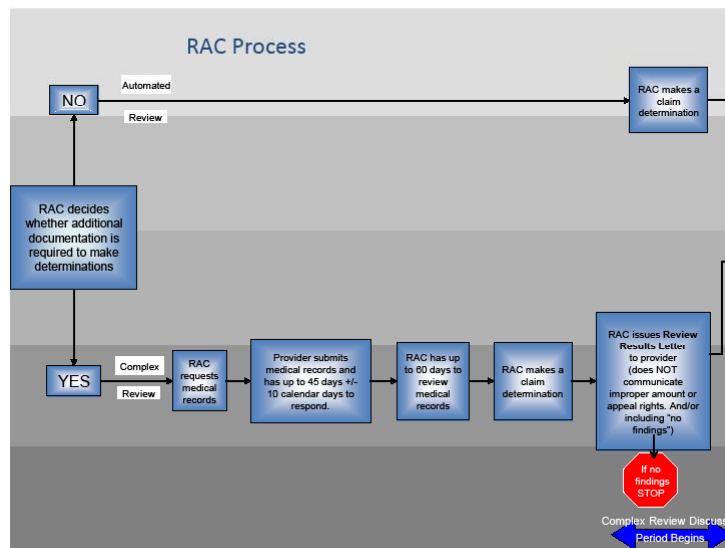 RAC Process
NO
Automated
Review
RAC makes a
claim
determination
RAC decides
whether additional
documentation is
required to make
determinations
YES
Complex
Review
RAC
requests
medical
records
Provider submits
medical records and
has up to 45 days +/-
10 calendar days to
respond.
RAC has up
to 60 days to
review
medical
records
RAC makes a
claim
determination
RAC issues Review
Results Letter
to provider
(does NOT
communicate
improper amount or
appeal rights. And/or
including "no
findings")
If no
findings
STOP
Complex Review Discuss
Period Begins